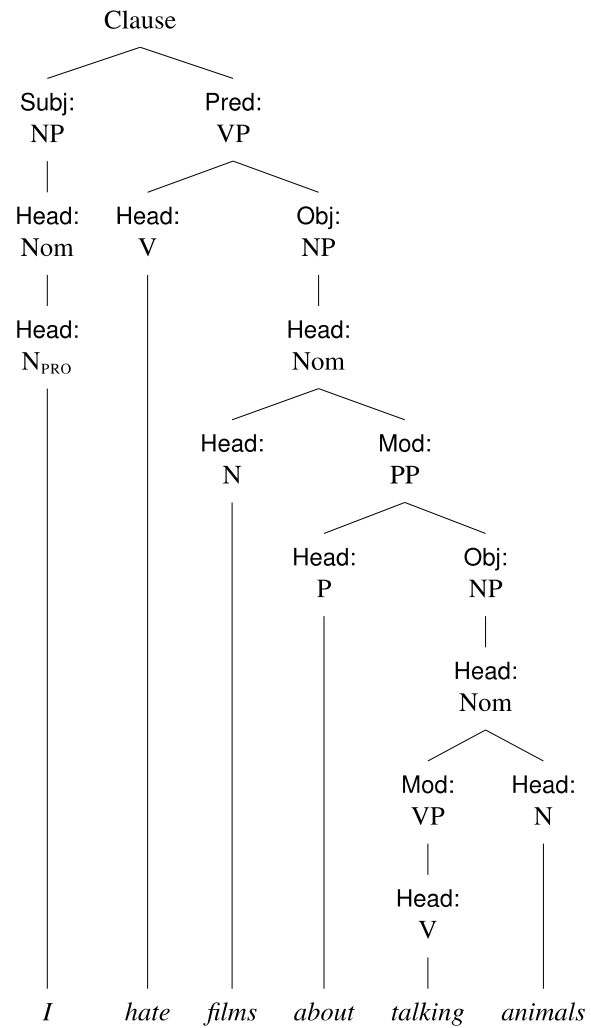 Clause
Subj: Pred:
NP VP
Head: Head: Obj:
Nom V NP
Head: Head:
N_PRO Nom
Head: Mod:
N PP
Head: Obj:
P NP
Head:
Nom
Mod: Head:
VP N
Head:
V
I hate films about talking animals